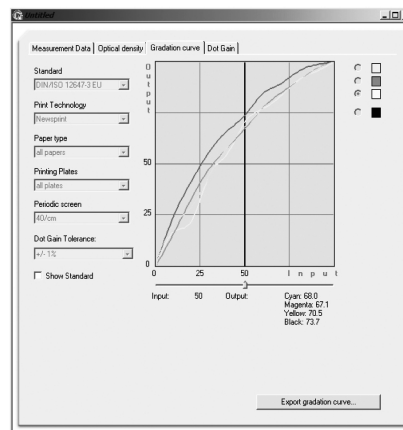 Untitled
Measurement Data | Optical density | Gradation curve | Dot Gain
Standard
DIN/ISO 12647-3 EU
Print Technology
Newsprint
Paper type
all papers
Printing Plates
all plates
Periodic screen
40/cm
Dot Gain Tolerance:
+/- 1%
Show Standard
Output
50
25
0
0 25 50 Input
Input: 50 Output: Cyan: 68.0
Magenta: 67.1
Yellow: 70.5
Black: 73.7
Export gradation curve...